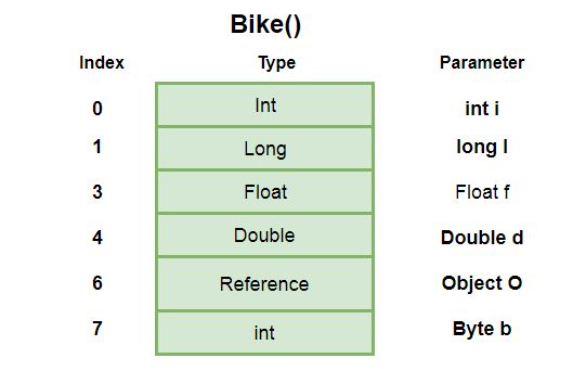 Bike()
Index Type Parameter
0 Int int i
1 Long long l
3 Float Float f
4 Double Double d
6 Reference Object O
7 int Byte b